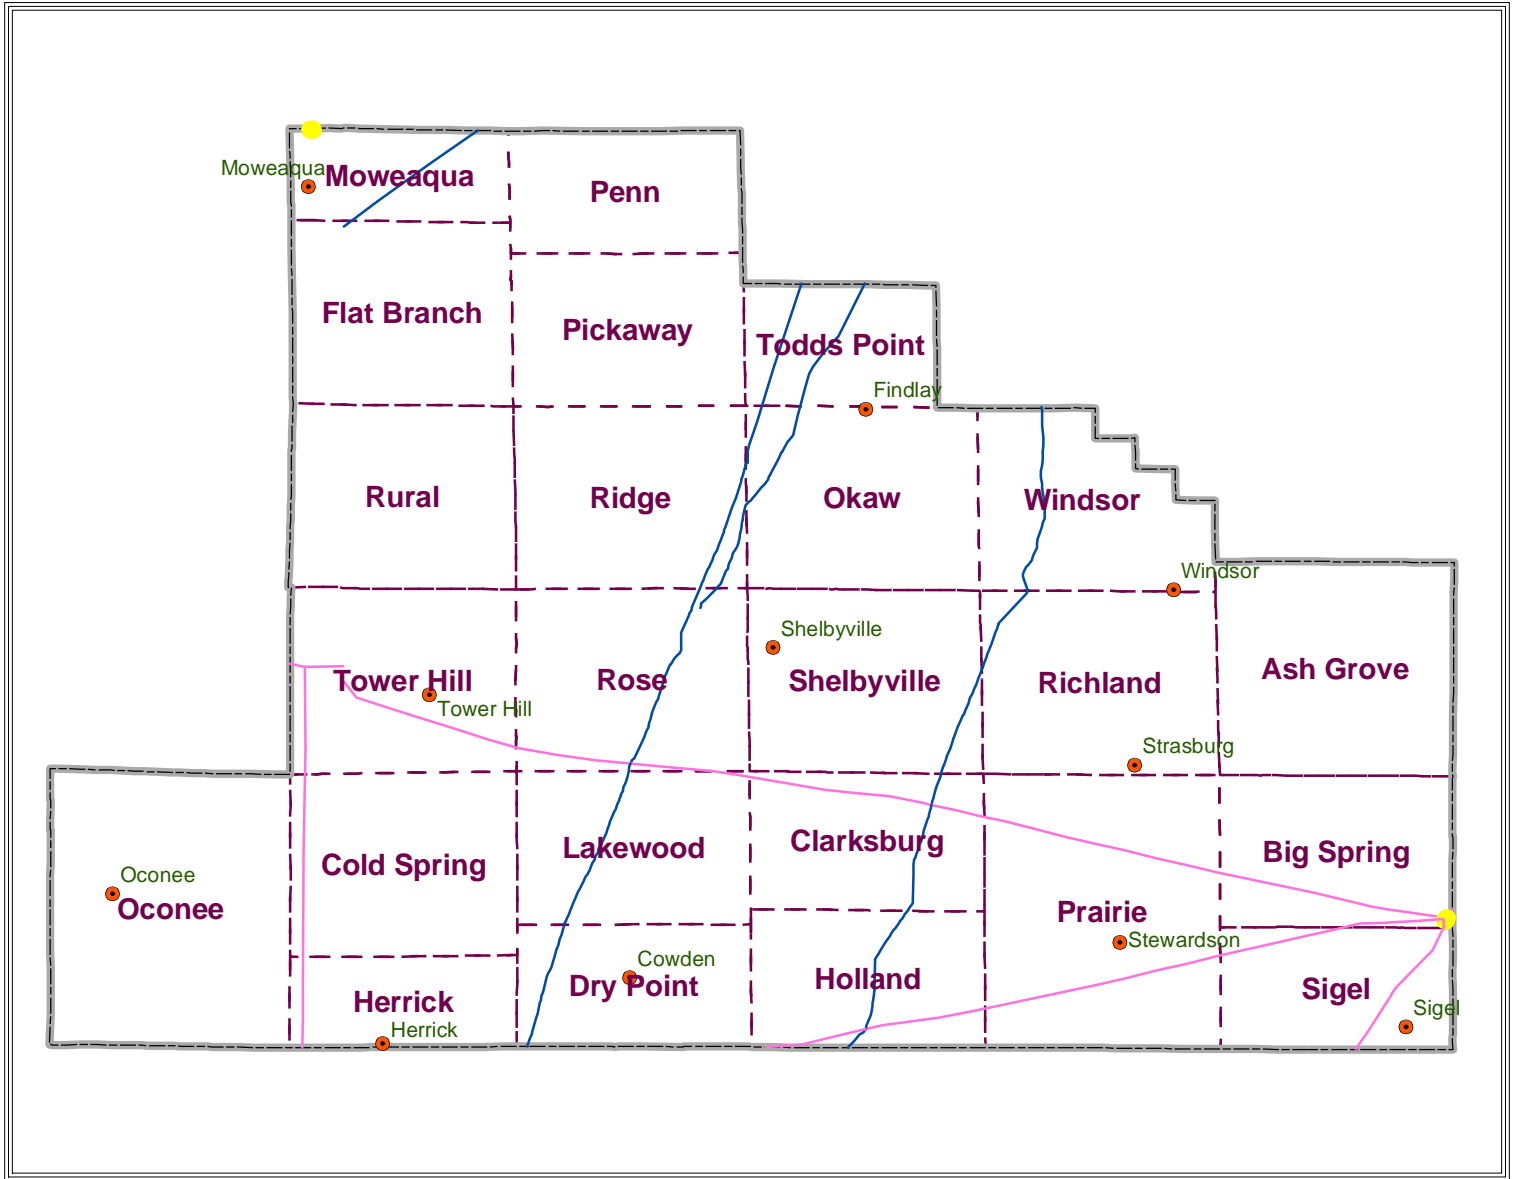 Moweaqua
Moweaqua
Penn
Flat Branch
Pickaway
Todds Point
Findlay
Rural
Ridge
Okaw
Windsor
Windsor
Shelbyville
Tower Hill
Rose
Shelbyville
Richland
Ash Grove
Tower Hill
Strasburg
Cold Spring
Lakewood
Clarksburg
Big Spring
Oconee
Oconee
Prairie
Stewardson
Cowden
Dry Point
Holland
Sigel
Herrick
Herrick
Sigel